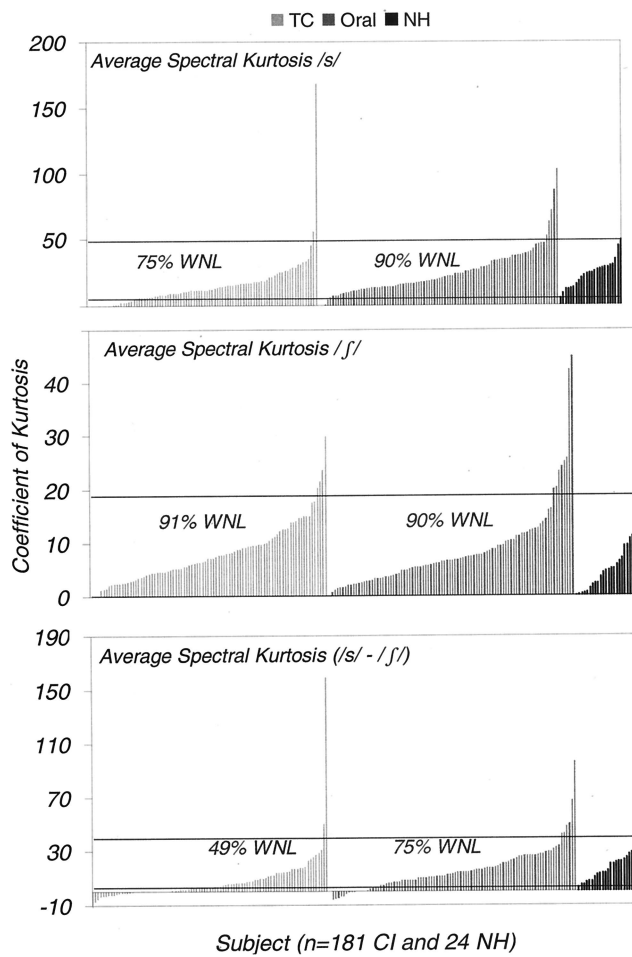 TC Oral NH
200
Average Spectral Kurtosis /s/
150
100
50
75% WNL 90% WNL
Average Spectral Kurtosis /ʃ/
40
30
20
91% WNL 90% WNL
10
0
Coefficient of Kurtosis
190
Average Spectral Kurtosis (/s/ - /ʃ/)
150
110
70
49% WNL 75% WNL
30
-10
Subject (n=181 CI and 24 NH)